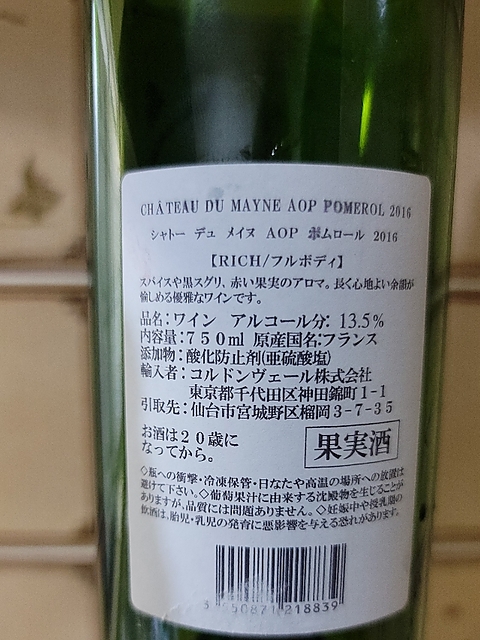 CHÂTEAU DU MAYNE AOP POMEROL 2016
シャトー デュ メイヌ AOP ポムロール 2016
【RICH/フルボディ】
スパイスや黒スグリ、赤い果実のアロマ。長く心地よい余韻が
愉しめる優雅なワインです。
品名：ワイン アルコール分：13.5%
内容量：750ml 原産国名：フランス
添加物：酸化防止剤(亜硫酸塩)
輸入者：コルドンヴェール株式会社
東京都千代田区神田錦町1-1
引取先：仙台市宮城野区榴岡3-7-35
お酒は20歳に
なってから。
果実酒
◇瓶への衝撃・冷凍保管・日なたや高温の場所への放置は
避けて下さい。◇葡萄果汁に由来する沈殿物を生じることが
ありますが、品質には問題ありません。◇妊娠中や授乳期の
飲酒は、胎児・乳児の発育に悪影響を与える恐れがあります。
3 250871 218839